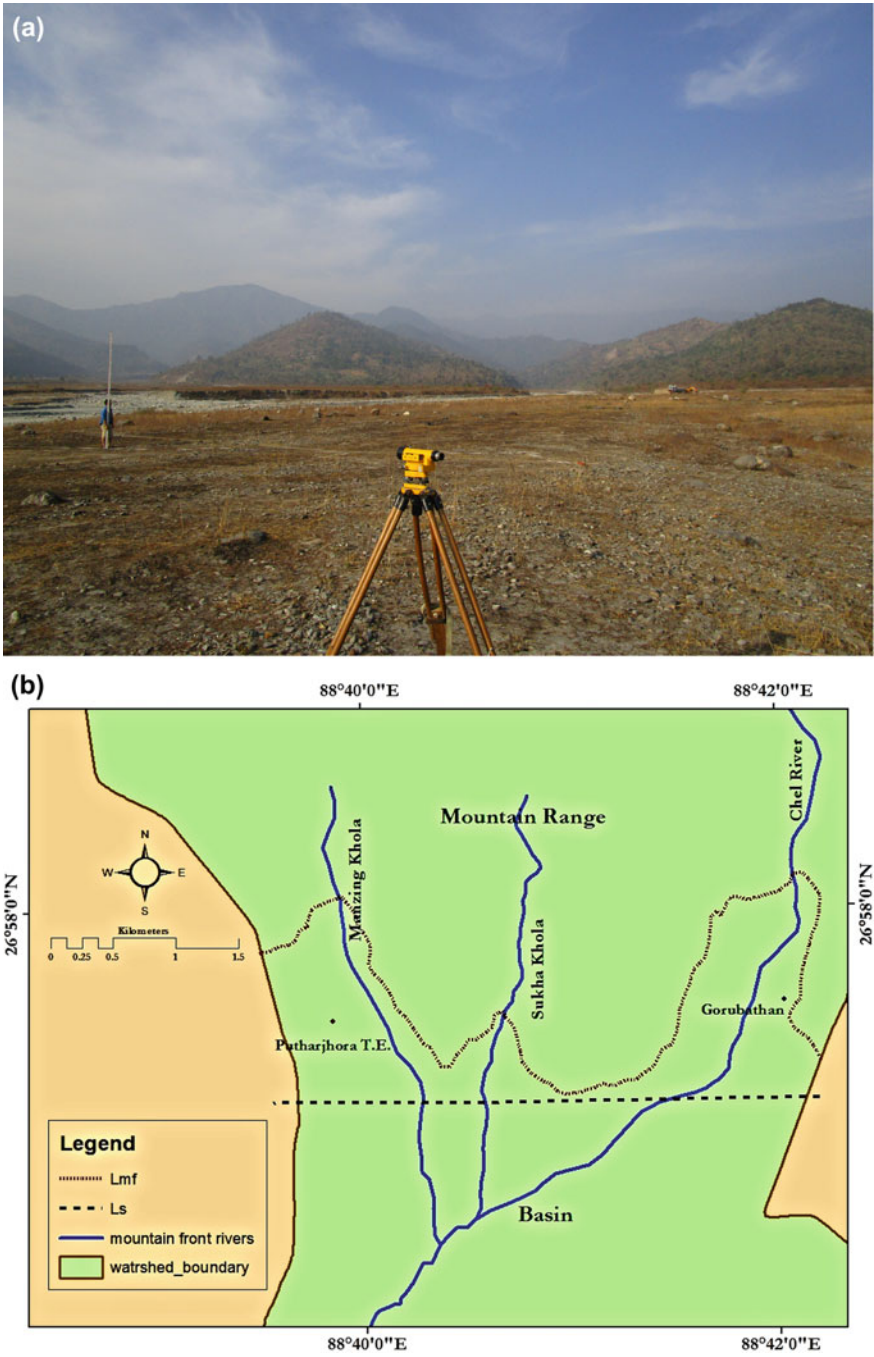 (a)
(b)
88°40'0"E
88°42'0"E
Chel River
Mountain Range
Manzing Khola
N
W E
S
26°58'0"N
26°58'0"N
Kilometers
0 0.25 0.5 1 1.5
Sukha Khola
Gorubathan
Putharjhora T.E.
Legend
Lmf
Ls
mountain front rivers
watrshed_boundary
Basin
88°40'0"E
88°42'0"E